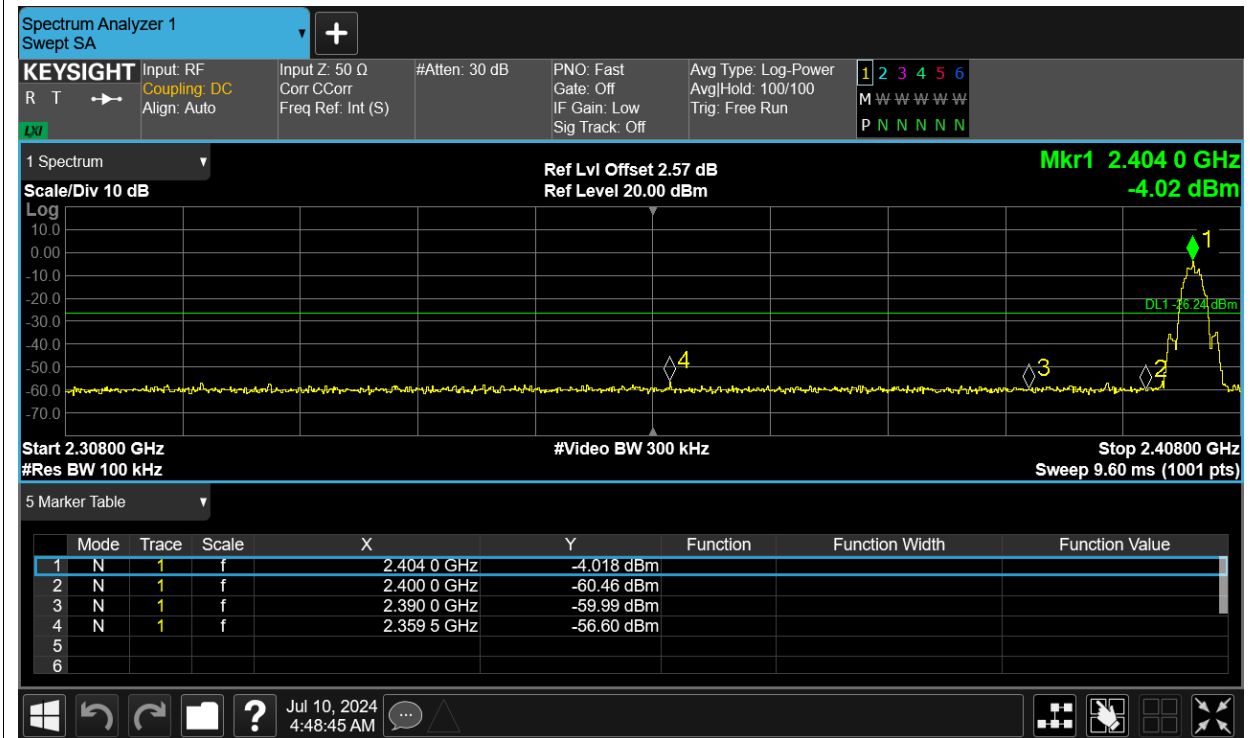 Spectrum Analyzer 1
Swept SA
KEYSIGHT Input: RF Input Z: 50 Ω #Atten: 30 dB PNO: Fast Avg Type: Log-Power 1 2 3 4 5 6
R T Coupling: DC Corr CCorr Gate: Off Avg|Hold: 100/100 M W W W W W
Align: Auto Freq Ref: Int (S) IF Gain: Low Trig: Free Run
LXI Sig Track: Off P N N N N N
1 Spectrum Ref Lvl Offset 2.57 dB Mkr1 2.404 0 GHz
Scale/Div 10 dB Ref Level 20.00 dBm -4.02 dBm
Log
10.0
1
0.00
-10.0
-20.0
DL1 -26.24 dBm
-30.0
-40.0
-50.0
4 3 2
-60.0
-70.0
Start 2.30800 GHz #Video BW 300 kHz Stop 2.40800 GHz
#Res BW 100 kHz Sweep 9.60 ms (1001 pts)
5 Marker Table
Mode Trace Scale X Y Function Function Width Function Value
1 N 1 f 2.404 0 GHz -4.018 dBm
2 N 1 f 2.400 0 GHz -60.46 dBm
3 N 1 f 2.390 0 GHz -59.99 dBm
4 N 1 f 2.359 5 GHz -56.60 dBm
5
6
? Jul 10, 2024
4:48:45 AM